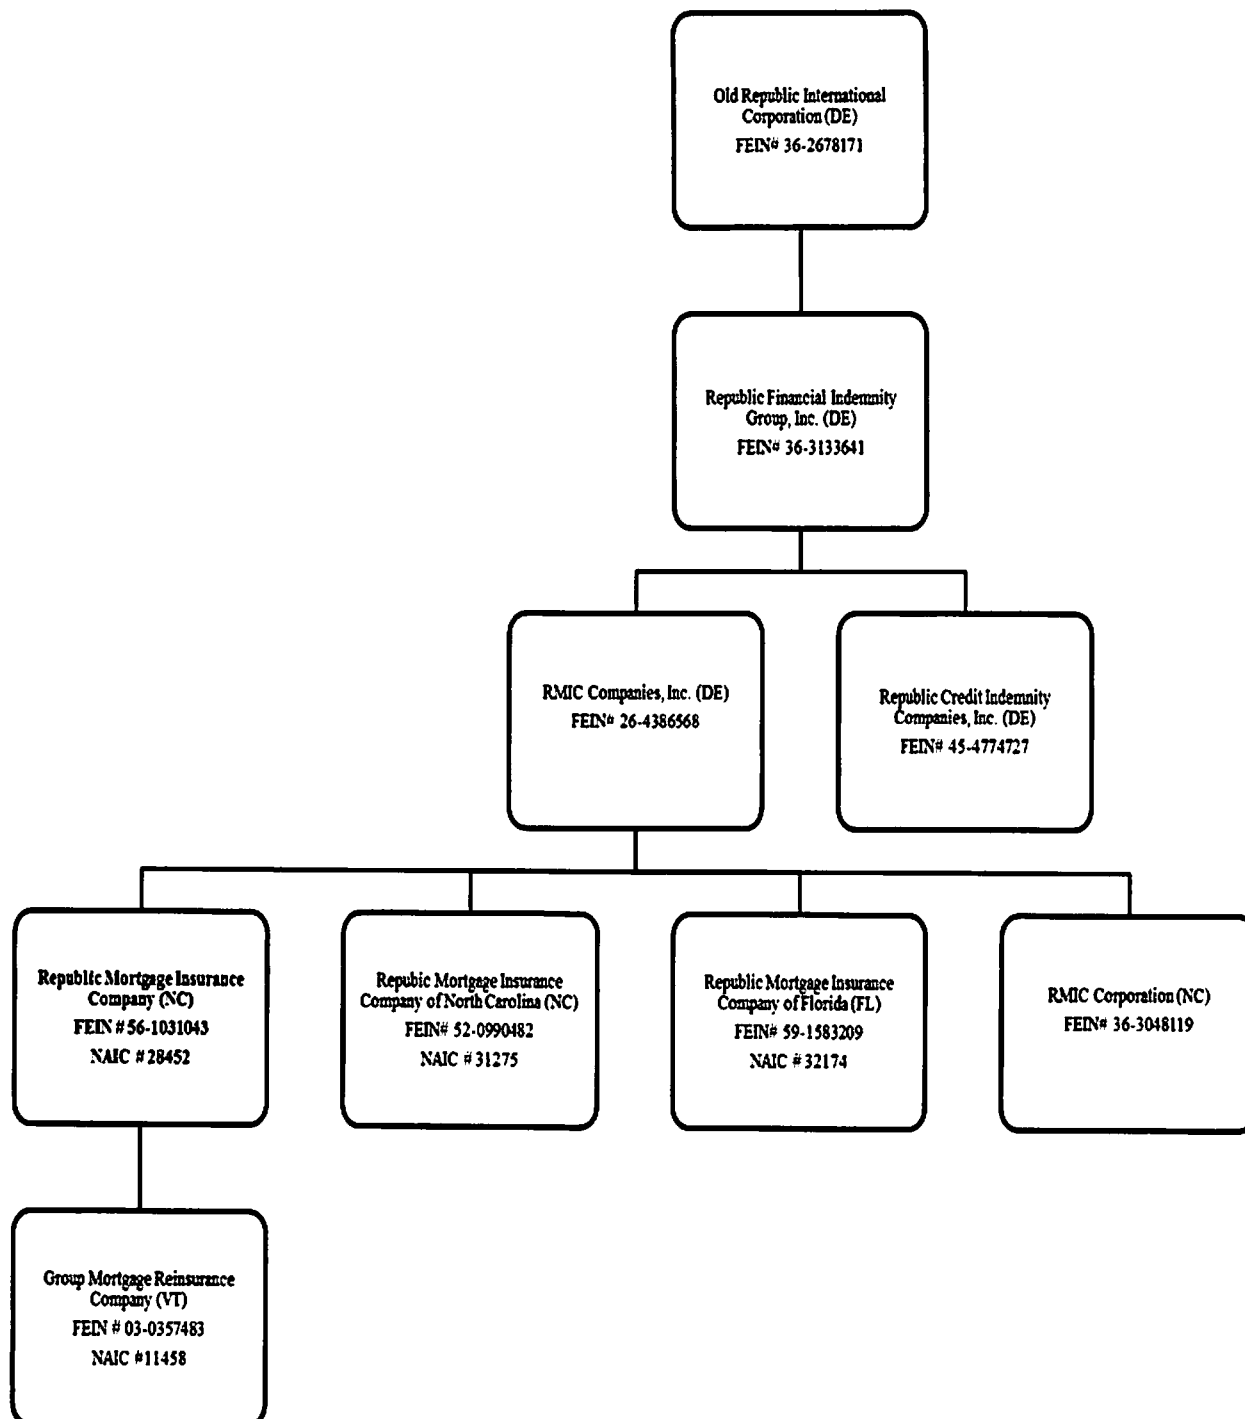 Old Republic International
Corporation (DE)
FEIN# 36-2678171
Republic Financial Indemnity
Group, Inc. (DE)
FEIN# 36-3133641
RMIC Companies, Inc. (DE)
FEIN# 26-4386568
Republic Credit Indemnity
Companies, Inc. (DE)
FEIN# 45-4774727
Republic Mortgage Insurance
Company (NC)
FEIN #56-1031043
NAIC #28452
Republic Mortgage Insurance
Company of North Carolina (NC)
FEIN# 52-0990482
NAIC #31275
Republic Mortgage Insurance
Company of Florida (FL)
FEIN# 59-1583209
NAIC #32174
RMIC Corporation (NC)
FEIN# 36-3048119
Group Mortgage Reinsurance
Company (VT)
FEIN # 03-0357483
NAIC #11458